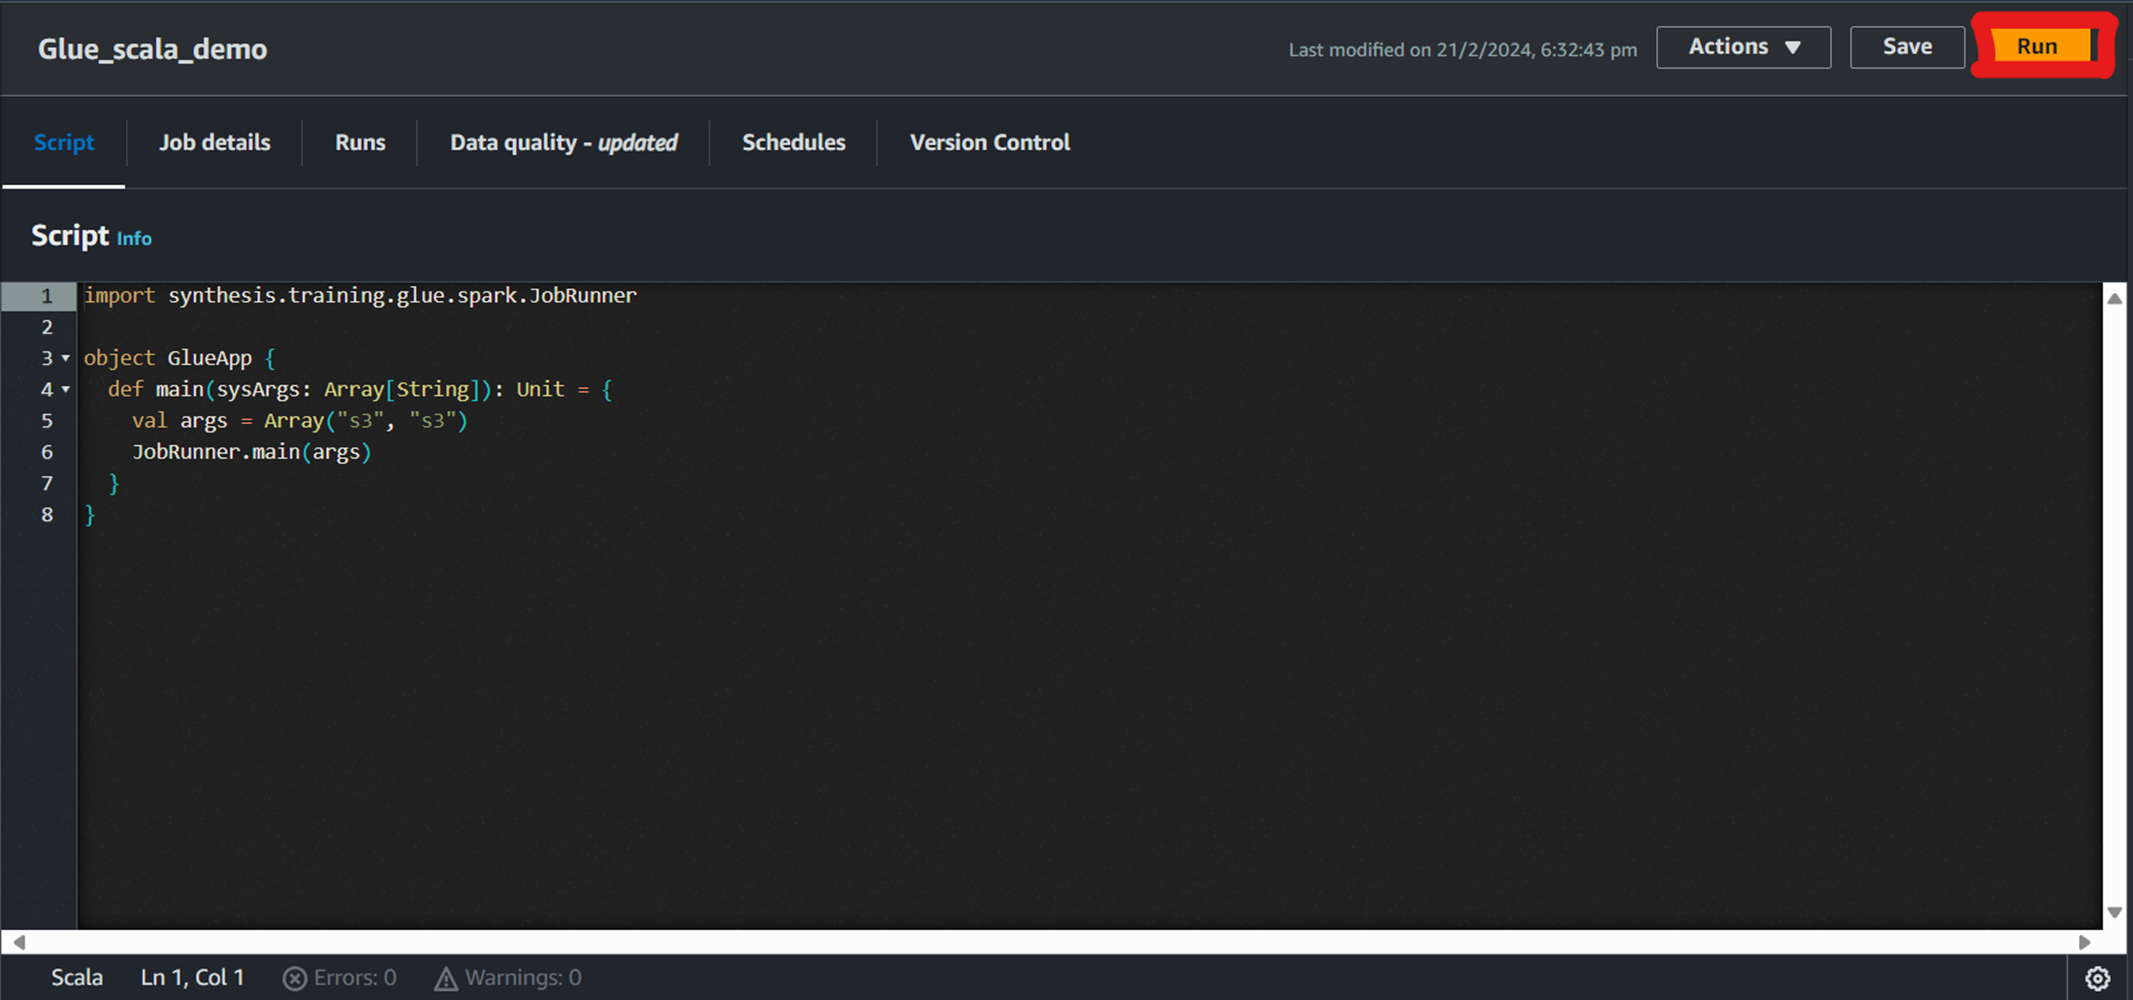 Glue_scala_demo
Last modified on 21/2/2024, 6:32:43 pm
Actions
Save
Run
Script
Job details
Runs
Data quality - updated
Schedules
Version Control
Script Info
1 import synthesis.training.glue.spark.JobRunner
2
3 object GlueApp {
4   def main(sysArgs: Array[String]): Unit = {
5     val args = Array("s3", "s3")
6     JobRunner.main(args)
7   }
8 }
Scala Ln 1, Col 1 Errors: 0 Warnings: 0